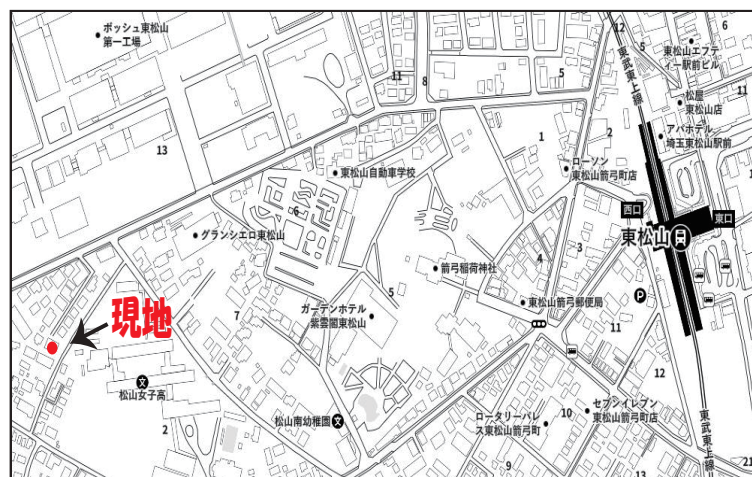 ボッシュ東松山
第一工場
13
11
8
12
5
東武東上線
5
6
東松山エフテ
ィー駅前ビル
松屋
東松山店
11
アパホテル
埼玉東松山駅前
1
2
ローソン
東松山箭弓町店
東松山自動車学校
6
グランシエロ東松山
西口
東口
東松山
3
4
箭弓稲荷神社
5
東松山箭弓郵便局
P
ガーデンホテル
紫雲閣東松山
7
現地
11
12
松山女子高
文
2
松山南幼稚園
文
ロータリーパレ
ス東松山箭弓町
10
セブンイレブン
東松山箭弓町店
9
13
東武東上線
21